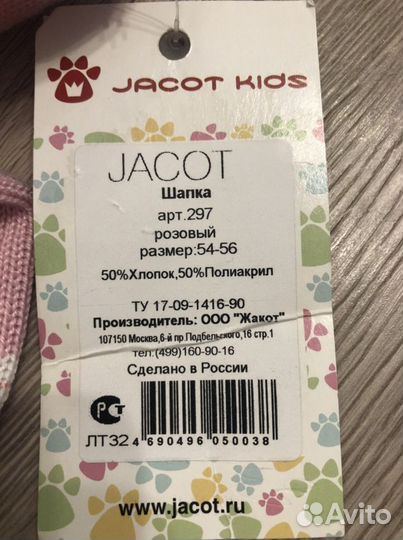 JACOT KIDS
JACOT
Шапка
арт.297
розовый
размер:54-56
50%Хлопок,50%Полиакрил
ТУ 17-09-1416-90
Производитель: ООО "Жакот"
107150 Москва,6-й пр.Подбельского,16 стр.1
тел:(499)160-90-16
Сделано в России
РСТ
ЛТ32
4 690496 050038
www.jacot.ru
Avito